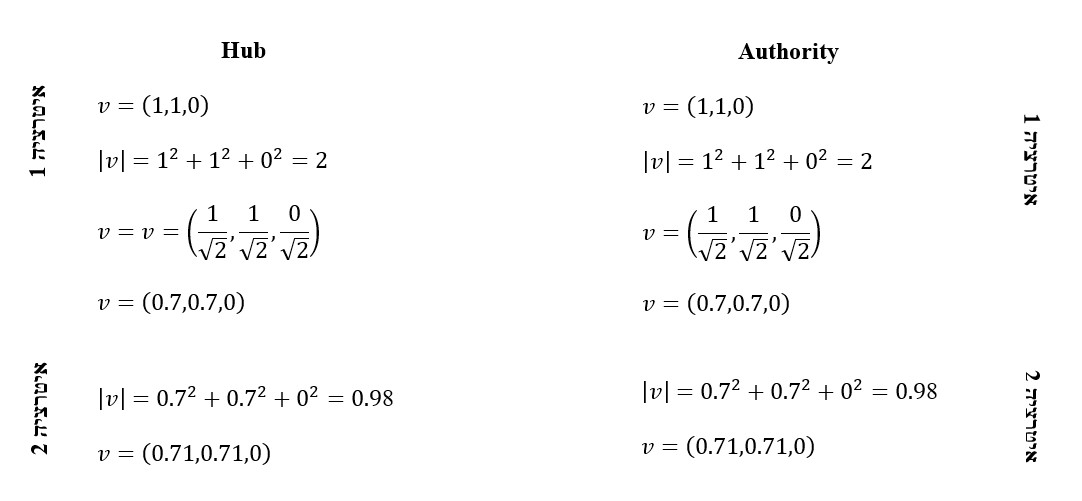 Hub
איטרציה 1
v = (1,1,0)
|v| = 1² + 1² + 0² = 2
v = v = (1/√2, 1/√2, 0/√2)
v = (0.7,0.7,0)
איטרציה 2
|v| = 0.7² + 0.7² + 0² = 0.98
v = (0.71,0.71,0)
Authority
איטרציה 1
v = (1,1,0)
|v| = 1² + 1² + 0² = 2
v = (1/√2, 1/√2, 0/√2)
v = (0.7,0.7,0)
איטרציה 2
|v| = 0.7² + 0.7² + 0² = 0.98
v = (0.71,0.71,0)